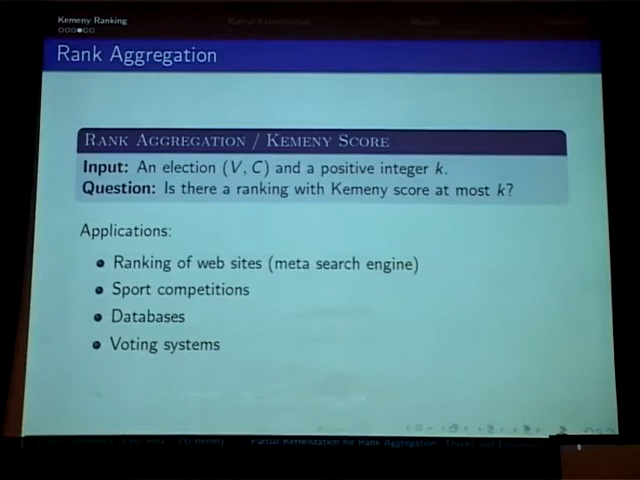 Kemeny Ranking
Rank Aggregation
RANK AGGREGATION / KEMENY SCORE
Input: An election (V, C) and a positive integer k.
Question: Is there a ranking with Kemeny score at most k?
Applications:
Ranking of web sites (meta search engine)
Sport competitions
Databases
Voting systems
Partial Kernelization for Rank Aggregation